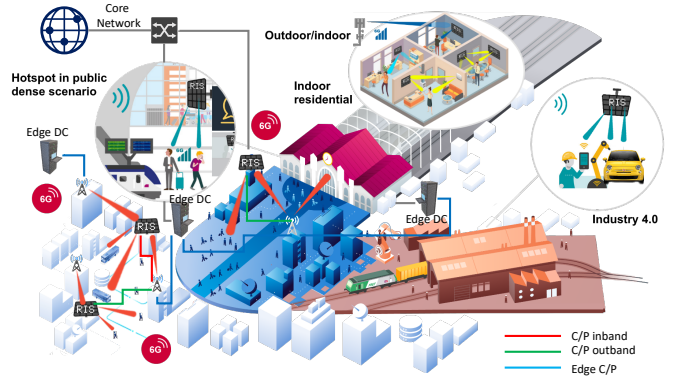 Core
Network
Outdoor/indoor
Hotspot in public
dense scenario
RIS
Indoor
residential
RIS
6G
Edge DC
RIS
6G
Edge DC
Edge DC
Industry 4.0
RIS
RIS
6G
C/P inband
C/P outband
Edge C/P